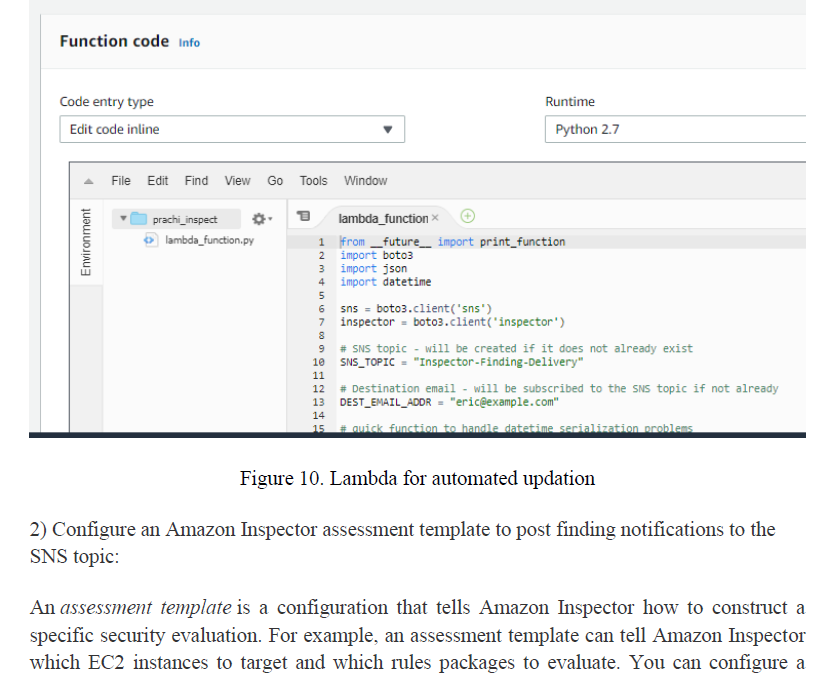 Function code Info
Code entry type
Runtime
Edit code inline
Python 2.7
File Edit Find View Go Tools Window
Environment
prachi_inspect
lambda_function.py
lambda_function ×
1 from __future__ import print_function
2 import boto3
3 import json
4 import datetime
5
6 sns = boto3.client('sns')
7 inspector = boto3.client('inspector')
8
9 # SNS topic - will be created if it does not already exist
10 SNS_TOPIC = "Inspector-Finding-Delivery"
11
12 # Destination email - will be subscribed to the SNS topic if not already
13 DEST_EMAIL_ADDR = "eric@example.com"
14
15 # quick function to handle datetime serialization problems
Figure 10. Lambda for automated updation
2) Configure an Amazon Inspector assessment template to post finding notifications to the
SNS topic:
An assessment template is a configuration that tells Amazon Inspector how to construct a
specific security evaluation. For example, an assessment template can tell Amazon Inspector
which EC2 instances to target and which rules packages to evaluate. You can configure a